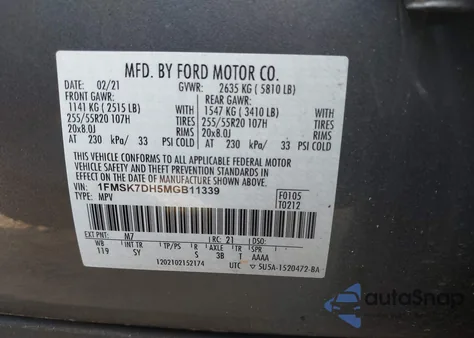 MFD. BY FORD MOTOR CO.
DATE: 02/21 GVWR: 2635 KG ( 5810 LB)
FRONT GAWR: REAR GAWR:
1141 KG ( 2515 LB) WITH 1547 KG ( 3410 LB) WITH
255/55R20 107H TIRES 255/55R20 107H TIRES
20x8.0J RIMS 20x8.0J RIMS
AT 230 kPa/ 33 PSI COLD AT 230 kPa/ 33 PSI COLD
THIS VEHICLE CONFORMS TO ALL APPLICABLE FEDERAL MOTOR
VEHICLE SAFETY AND THEFT PREVENTION STANDARDS IN
EFFECT ON THE DATE OF MANUFACTURE SHOWN ABOVE.
VIN: 1FMSK7DH5MGB11339
TYPE: MPV
F0105
T0212
EXT PNT: M7 RC: 21 DSO:
WB INT TR TP/PS R AXLE TR SPR
119 SY S 3B T AAAA
1202102152174 UTC 5U5A-1520472-BA
autoSnap
www.autosnap